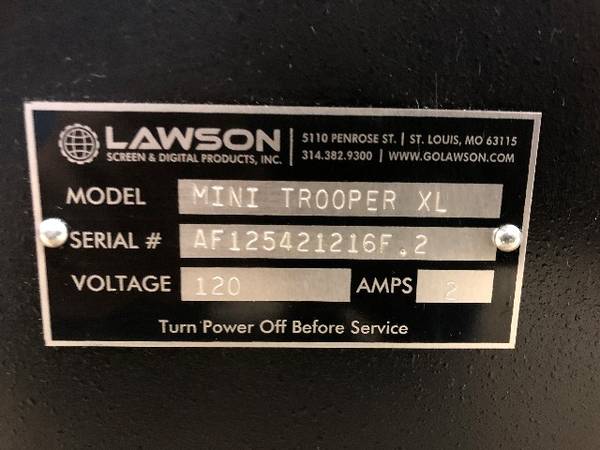 LAWSON
SCREEN & DIGITAL PRODUCTS, INC.
5110 PENROSE ST. | ST. LOUIS, MO 63115
314.382.9300 | WWW.GOLAWSON.COM
MODEL MINI TROOPER XL
SERIAL # AF125421216F.2
VOLTAGE 120 AMPS 2
Turn Power Off Before Service